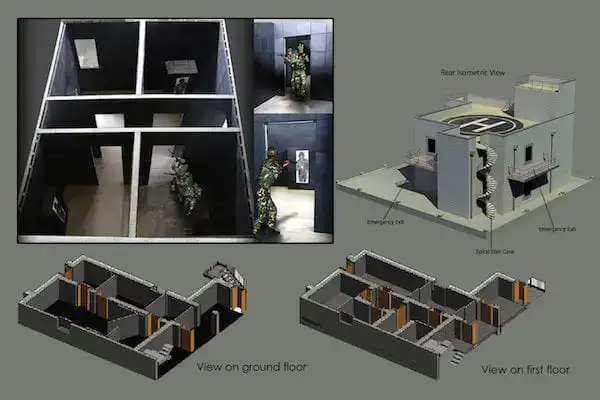 Rear Isometric View
H
Emergency Exit
Emergency Exit
Spiral Stair Case
View on ground floor
View on first floor